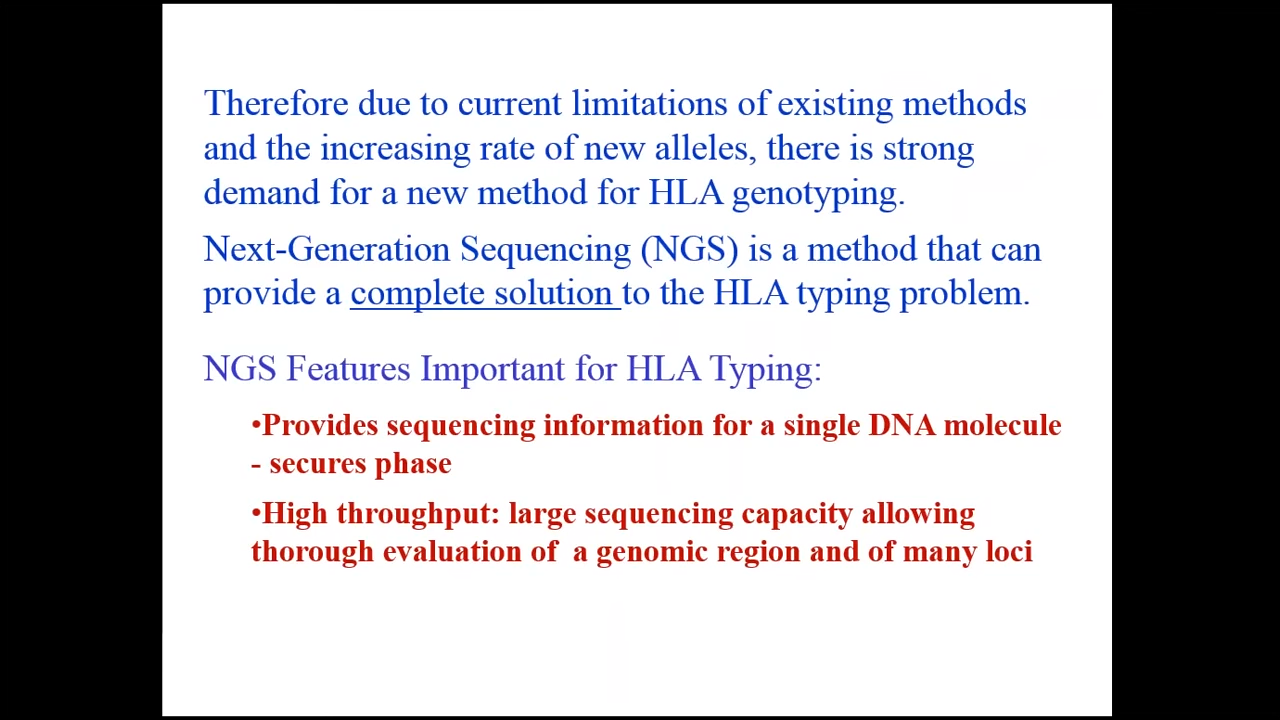 Therefore due to current limitations of existing methods
and the increasing rate of new alleles, there is strong
demand for a new method for HLA genotyping.
Next-Generation Sequencing (NGS) is a method that can
provide a complete solution to the HLA typing problem.
NGS Features Important for HLA Typing:
•Provides sequencing information for a single DNA molecule
- secures phase
•High throughput: large sequencing capacity allowing
thorough evaluation of  a genomic region and of many loci